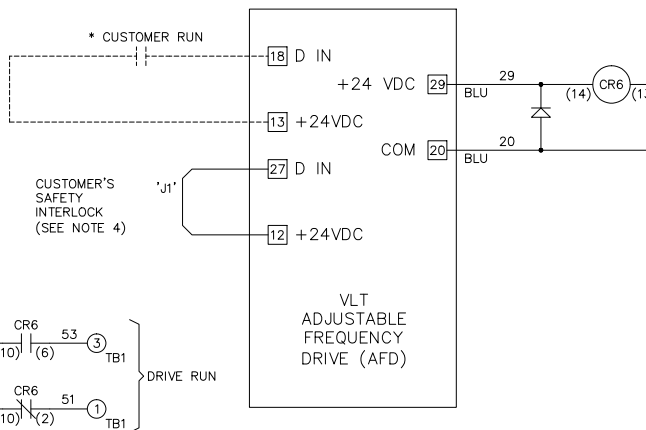 * CUSTOMER RUN
18 D IN
+24 VDC 29
29
BLU
(14) CR6 (13
13 +24VDC
COM 20
20
BLU
27 D IN
CUSTOMER'S
SAFETY
INTERLOCK
(SEE NOTE 4)
'J1'
12 +24VDC
VLT
ADJUSTABLE
FREQUENCY
DRIVE (AFD)
CR6 53
10) (6) 3 TB1
DRIVE RUN
CR6 51
10) (2) 1 TB1